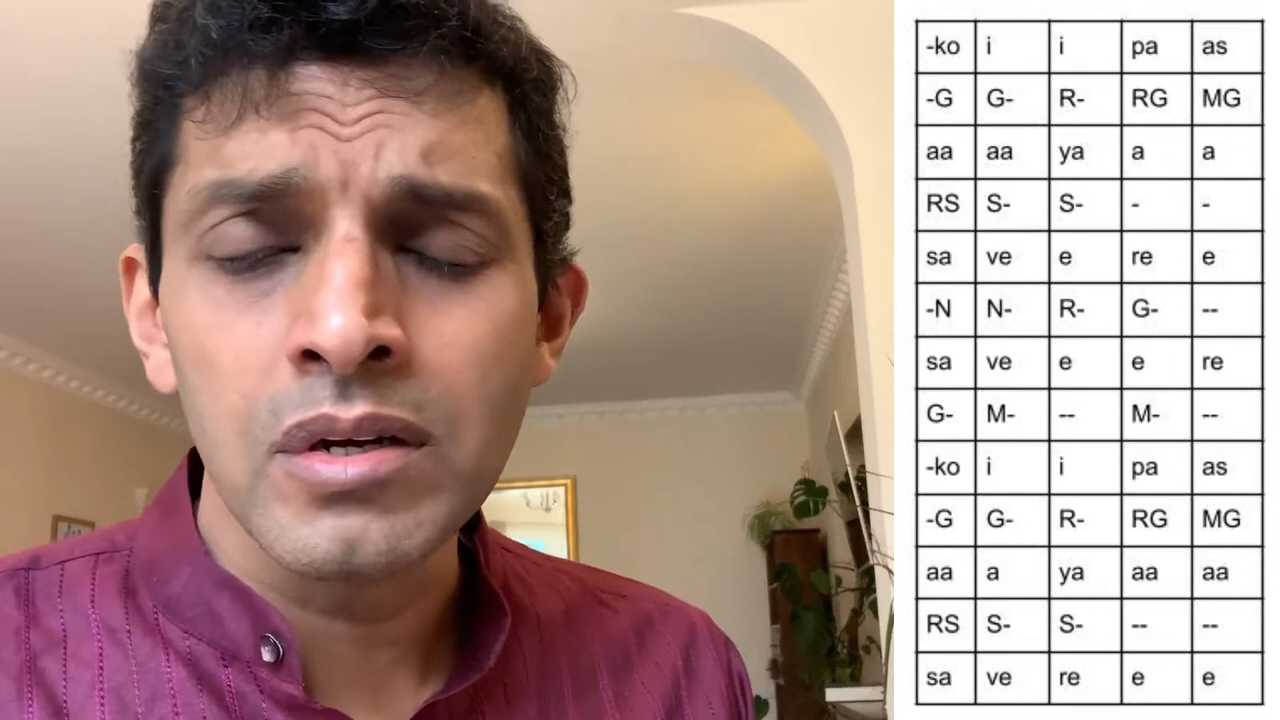 -ko i i pa as
-G G- R- RG MG
aa aa ya a a
RS S- S- - -
sa ve e re e
-N N- R- G- --
sa ve e e re
G- M- -- M- --
-ko i i pa as
-G G- R- RG MG
aa a ya aa aa
RS S- S- -- --
sa ve re e e